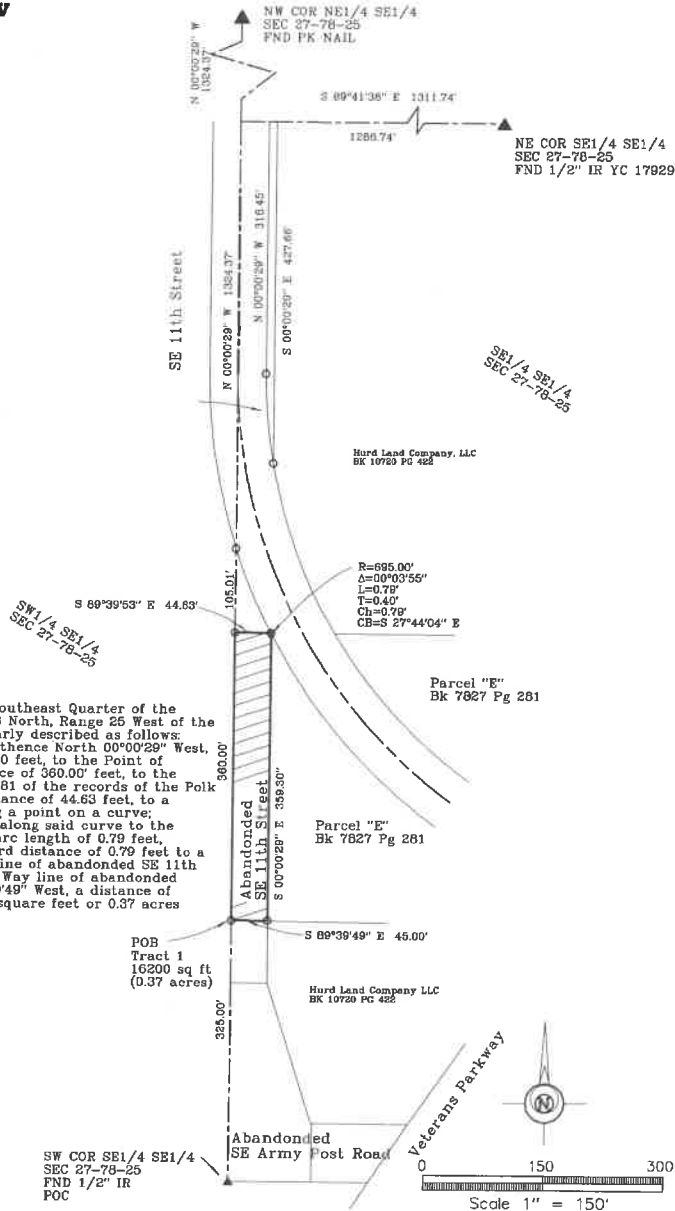 NW COR NE1/4 SE1/4
SEC 27-78-25
FND PK NAIL
N 00°00'29" W
1324.37'
S 89°41'36" E 1311.74'
1286.74'
NE COR SE1/4 SE1/4
SEC 27-78-25
FND 1/2" IR YC 17929
SE 11th Street
N 00°00'29" W 1324.37'
N 00°00'29" W 316.45'
S 00°00'29" E 427.66'
SE1/4 SE1/4
SEC 27-78-25
Hurd Land Company, LLC
BK 10720 PG 422
R=695.00'
Δ=00°03'55"
L=0.79'
T=0.40'
Ch=0.79'
CB=S 27°44'04" E
105.01'
S 89°39'53" E 44.63'
SW1/4 SE1/4
SEC 27-78-25
Parcel "E"
Bk 7827 Pg 281
outheast Quarter of the
North, Range 25 West of the
arly described as follows:
thence North 00°00'29" West,
0 feet, to the Point of
ce of 360.00' feet, to the
81 of the records of the Polk
tance of 44.63 feet, to a
g a point on a curve;
along said curve to the
arc length of 0.79 feet,
rd distance of 0.79 feet to a
ine of abandoned SE 11th
Way line of abandoned
'49" West, a distance of
square feet or 0.37 acres
360.00'
Abandonded
SE 11th Street
S 00°00'29" E 359.30'
Parcel "E"
Bk 7827 Pg 281
S 89°39'49" E 45.00'
POB
Tract 1
16200 sq ft
(0.37 acres)
Hurd Land Company LLC
BK 10720 PG 422
325.00'
Veterans Parkway
Abandonded
SE Army Post Road
SW COR SE1/4 SE1/4
SEC 27-78-25
FND 1/2" IR
POC
N
0 150 300
Scale 1" = 150'